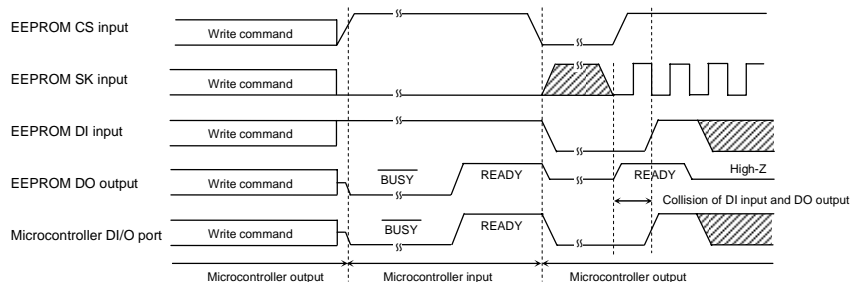 EEPROM CS input
Write command
EEPROM SK input
Write command
EEPROM DI input
Write command
EEPROM DO output
Write command
BUSY
READY
READY
High-Z
Collision of DI input and DO output
Microcontroller DI/O port
Write command
BUSY
READY
Microcontroller output
Microcontroller input
Microcontroller output